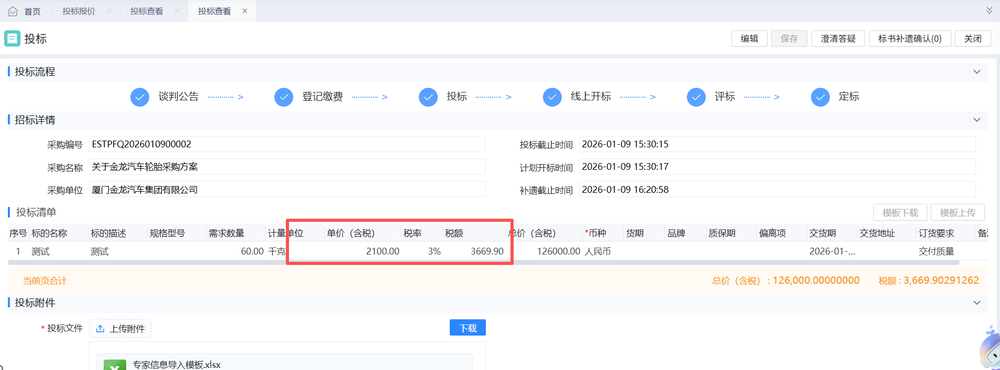 首页 投标报价 投标查看 投标查看
投标 编辑 保存 澄清答疑 标书补遗确认(0) 关闭
投标流程
谈判公告 > 登记缴费 > 投标 > 线上开标 > 评标 > 定标
招标详情
采购编号 ESTPFQ2026010900002 投标截止时间 2026-01-09 15:30:15
采购名称 关于金龙汽车轮胎采购方案 计划开标时间 2026-01-09 15:30:17
采购单位 厦门金龙汽车集团有限公司 补遗截止时间 2026-01-09 16:20:58
投标清单 模板下载 模板上传
序号 标的名称 标的描述 规格型号 需求数量 计量单位 单价（含税） 税率 税额 总价（含税） *币种 货期 品牌 质保期 偏离项 交货期 交货地址 订货要求
1 测试 测试 60.00 千克 2100.00 3% 3669.90 126000.00 人民币 2026-01-... 交付质量
当前页合计 总价（含税）: 126,000.00000000 税额 : 3,669.90291262
投标附件
* 投标文件 上传附件 下载
专家信息导入模板.xlsx